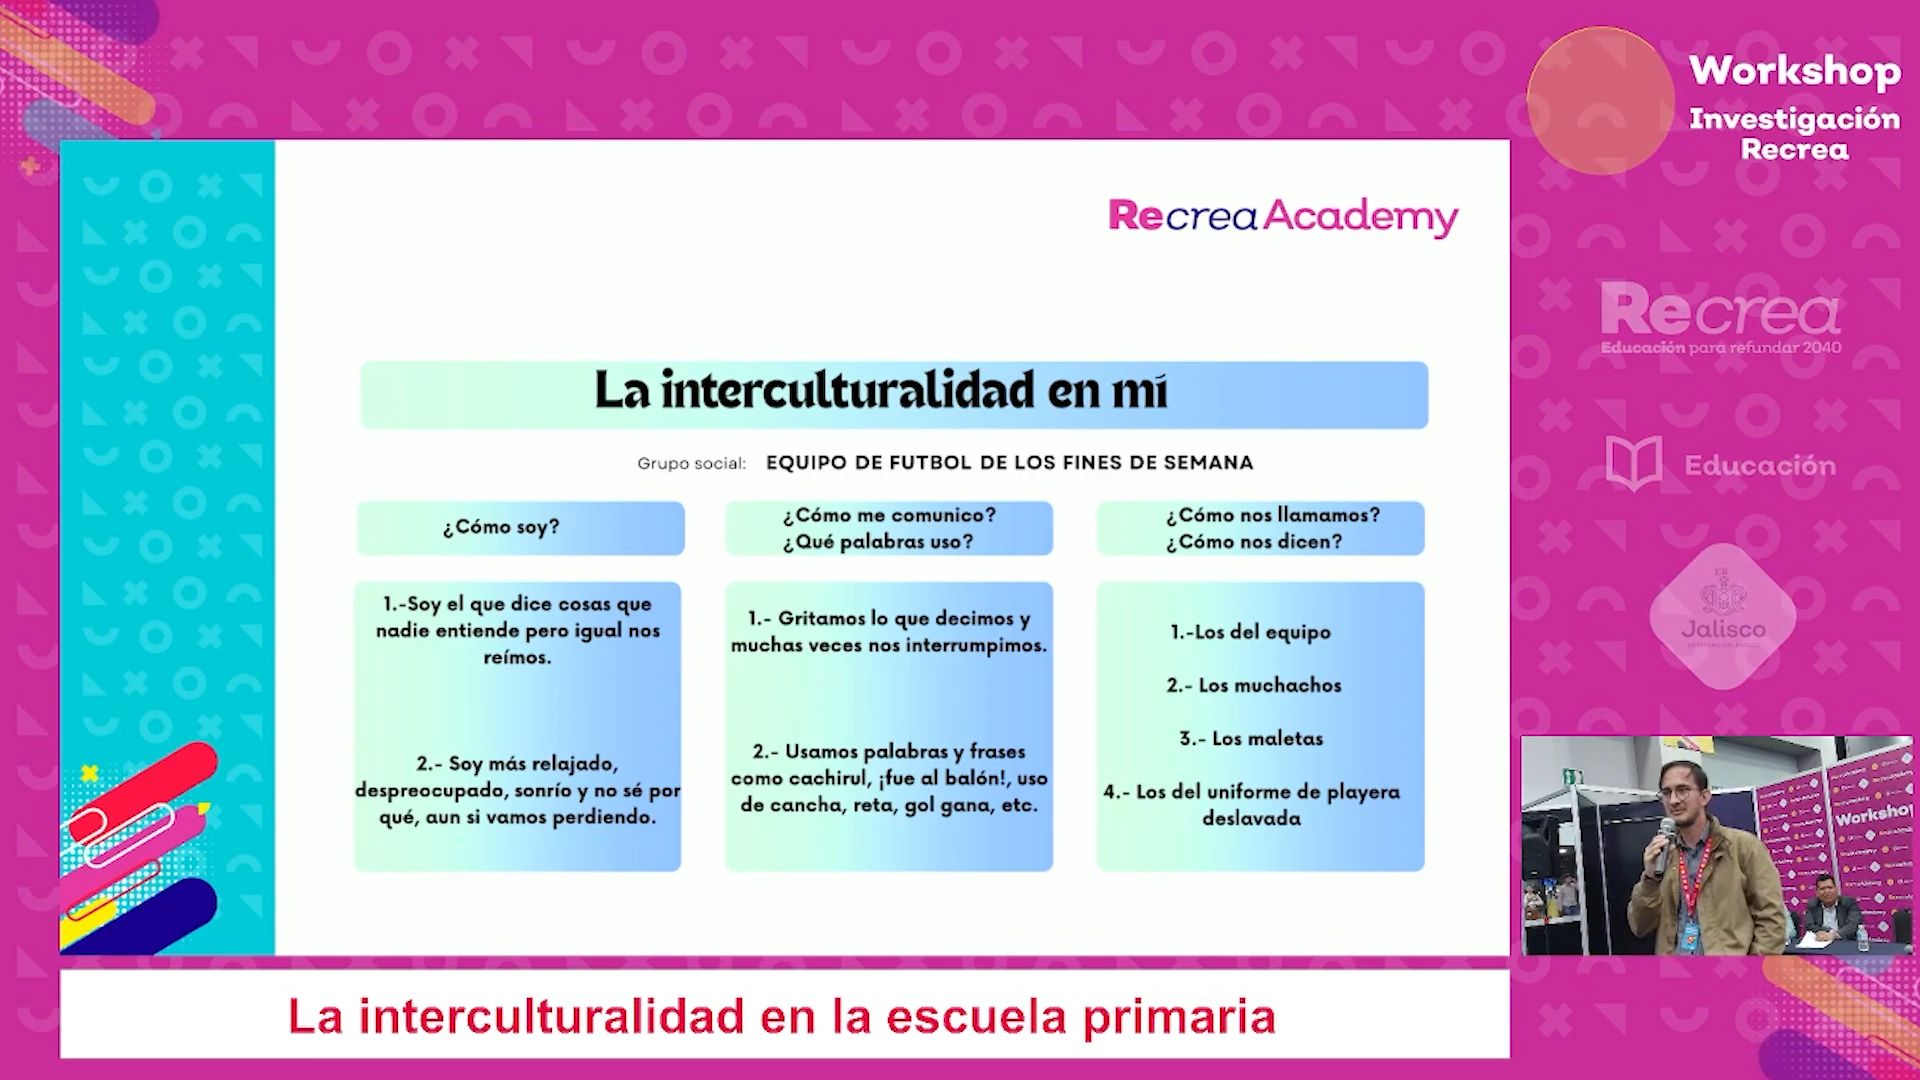 Workshop
Investigación
Recrea
RecreaAcademy
La interculturalidad en mí
Grupo social: EQUIPO DE FUTBOL DE LOS FINES DE SEMANA
¿Cómo soy?
1.-Soy el que dice cosas que
nadie entiende pero igual nos
reímos.
2.- Soy más relajado,
despreocupado, sonrío y no sé por
qué, aun si vamos perdiendo.
¿Cómo me comunico?
¿Qué palabras uso?
1.- Gritamos lo que decimos y
muchas veces nos interrumpimos.
2.- Usamos palabras y frases
como cachirul, ¡fue al balón!, uso
de cancha, reta, gol gana, etc.
¿Cómo nos llamamos?
¿Cómo nos dicen?
1.-Los del equipo
2.- Los muchachos
3.- Los maletas
4.- Los del uniforme de playera
deslavada
Recrea
Educación para refundar 2040
Educación
Jalisco
Workshop
La interculturalidad en la escuela primaria